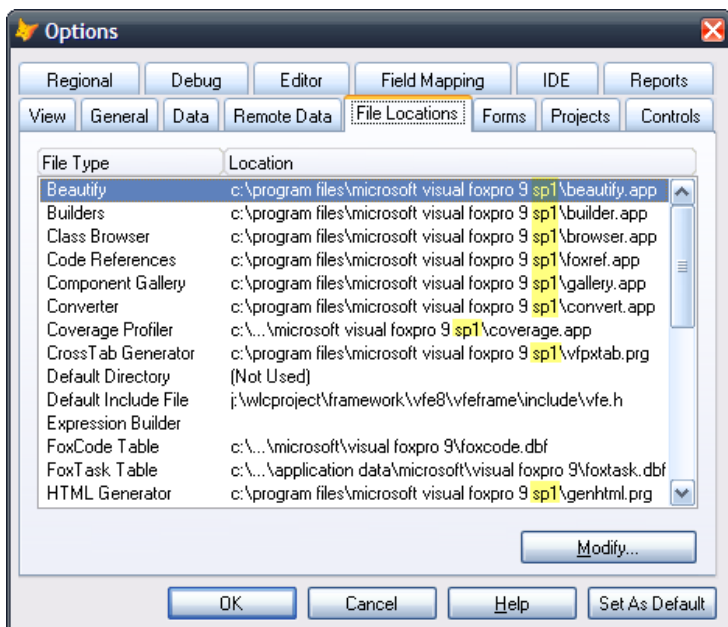 Options
Regional Debug Editor Field Mapping IDE Reports
View General Data Remote Data File Locations Forms Projects Controls
File Type Location
Beautify c:\program files\microsoft visual foxpro 9 sp1\beautify.app
Builders c:\program files\microsoft visual foxpro 9 sp1\builder.app
Class Browser c:\program files\microsoft visual foxpro 9 sp1\browser.app
Code References c:\program files\microsoft visual foxpro 9 sp1\foxref.app
Component Gallery c:\program files\microsoft visual foxpro 9 sp1\gallery.app
Converter c:\program files\microsoft visual foxpro 9 sp1\convert.app
Coverage Profiler c:\...\microsoft visual foxpro 9 sp1\coverage.app
CrossTab Generator c:\program files\microsoft visual foxpro 9 sp1\vfpxtab.prg
Default Directory (Not Used)
Default Include File j:\wlcproject\framework\vfe8\vfeframe\include\vfe.h
Expression Builder
FoxCode Table c:\...\microsoft\visual foxpro 9\foxcode.dbf
FoxTask Table c:\...\application data\microsoft\visual foxpro 9\foxtask.dbf
HTML Generator c:\program files\microsoft visual foxpro 9 sp1\genhtml.prg
Modify...
OK Cancel Help Set As Default